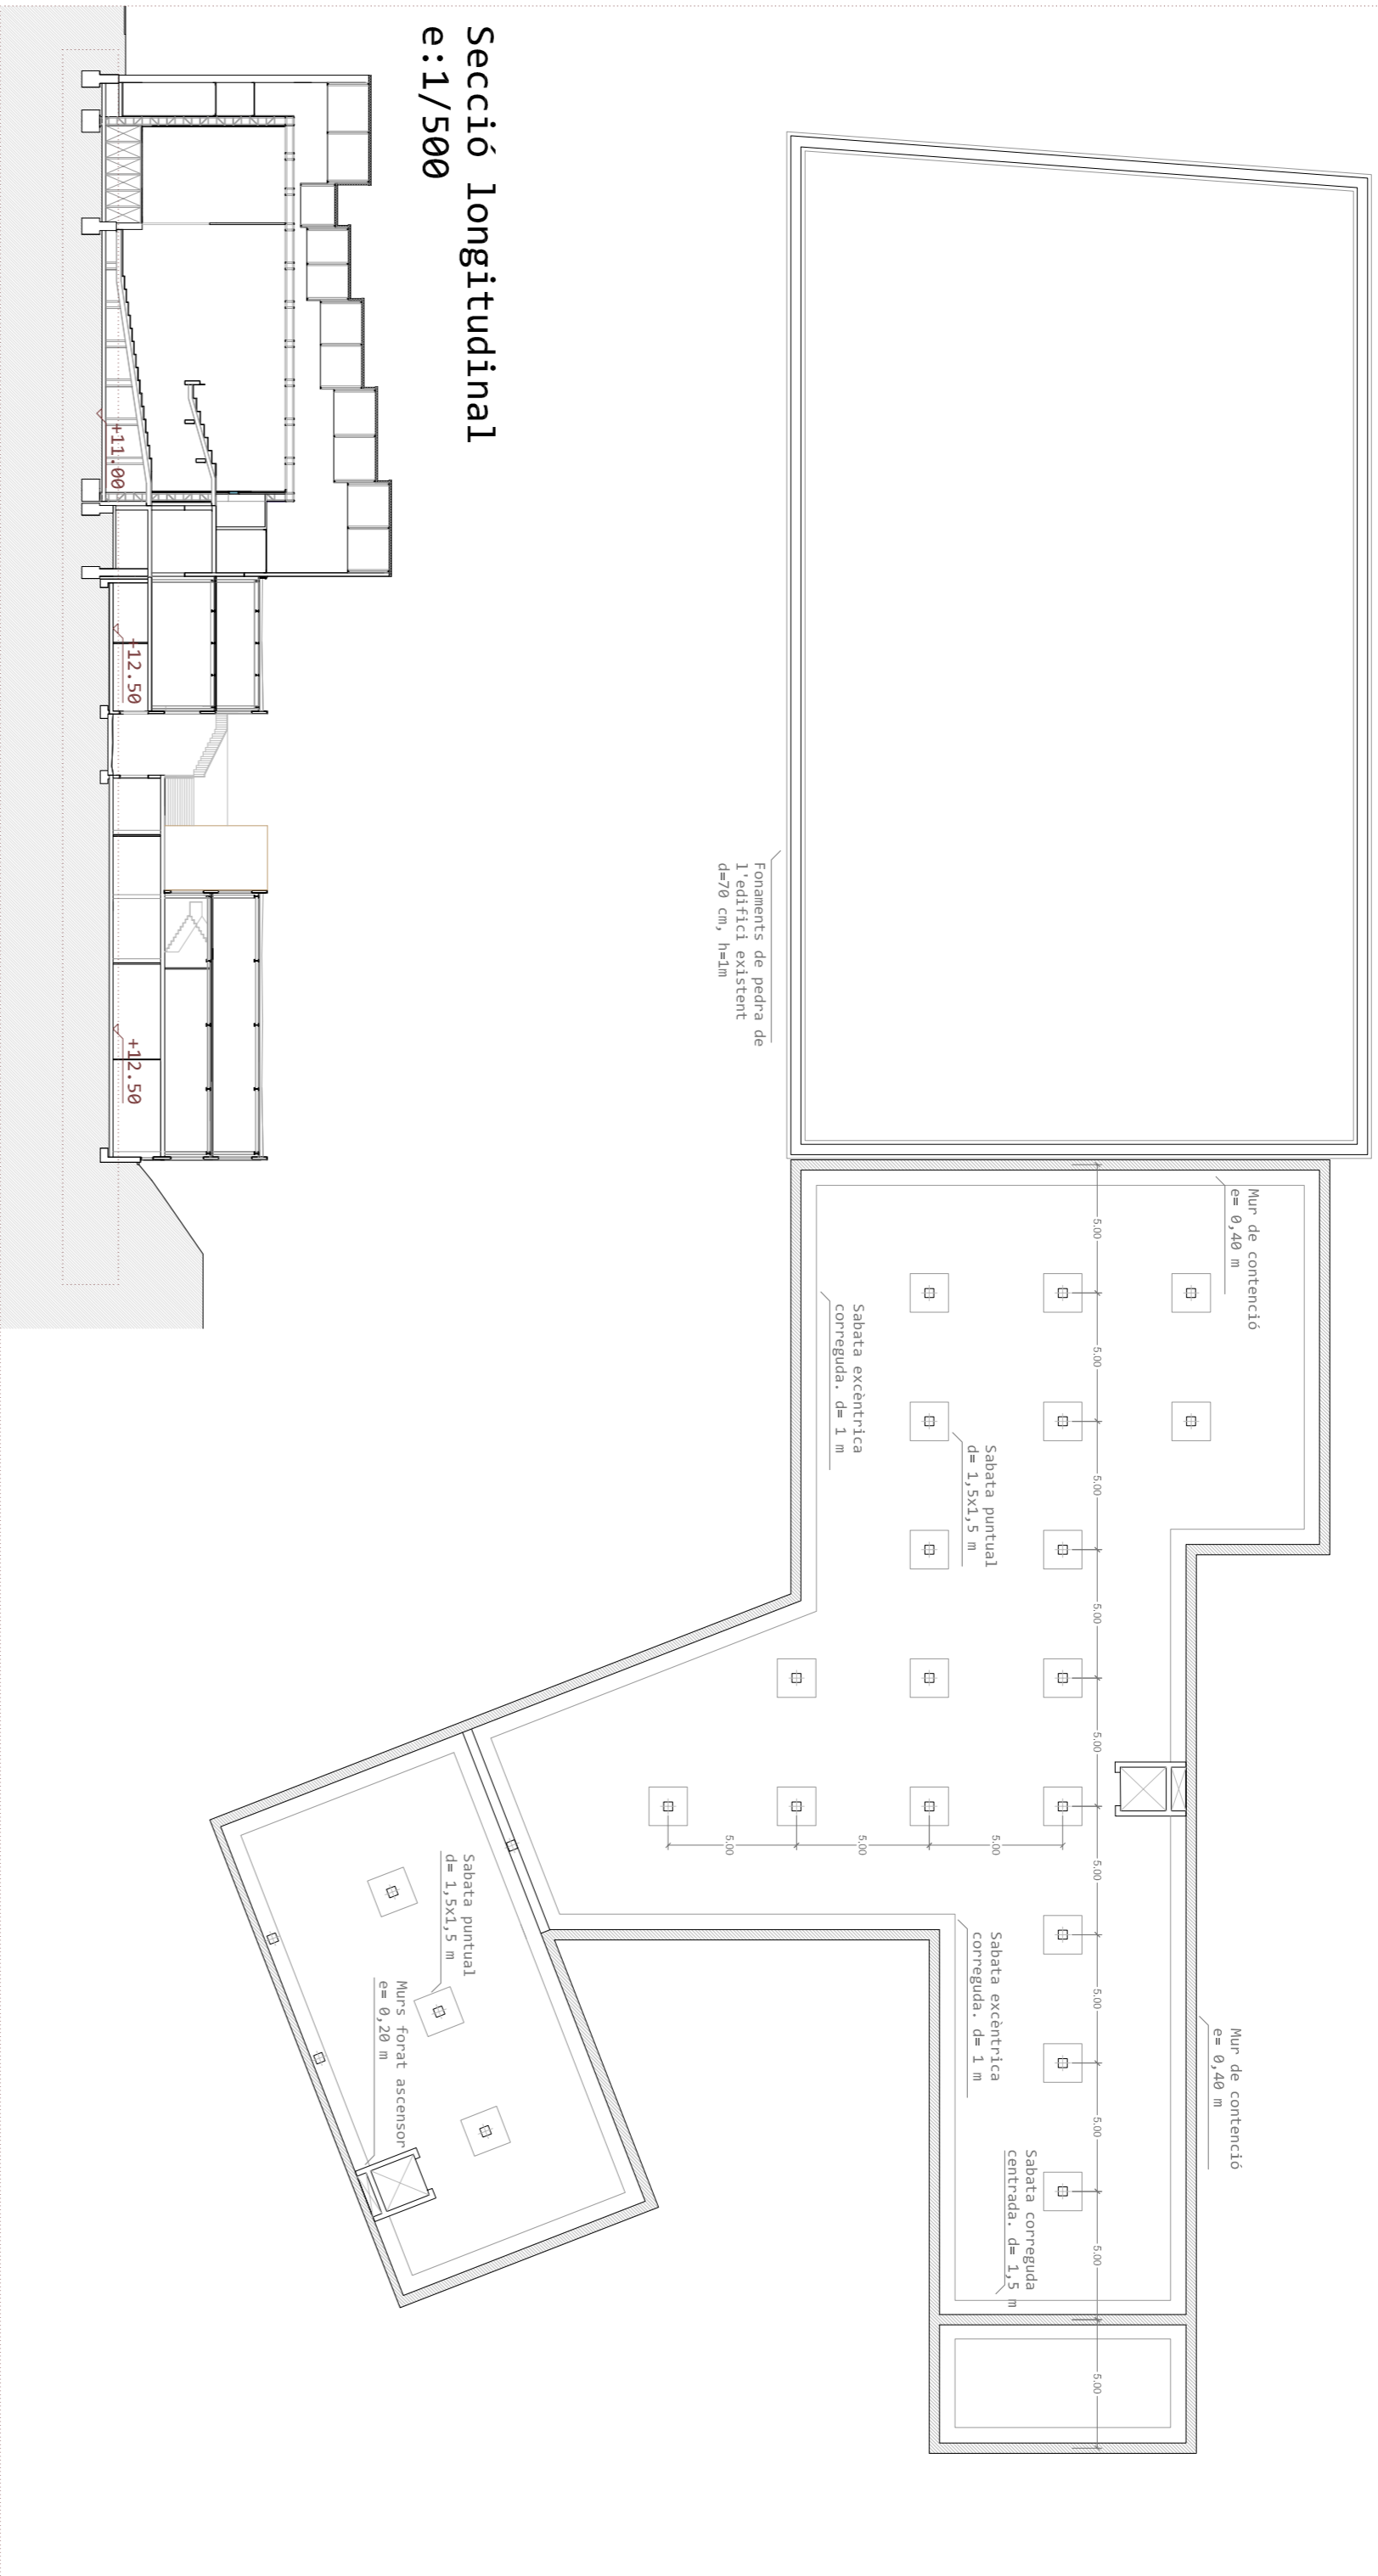 Mur de contenció
e= 0,40 m
Mur de contenció
e= 0,40 m
5.00
5.00
5.00
5.00
5.00
5.00
5.00
5.00
5.00
5.00
Sabata correguda
centrada. d= 1,5 m
Sabata puntual
d= 1,5x1,5 m
Sabata excèntrica
correguda. d= 1 m
5.00
5.00
5.00
Sabata excèntrica
correguda. d= 1 m
Fonaments de pedra de
l'edifici existent
d=70 cm, h=1m
Sabata puntual
d= 1,5x1,5 m
Murs forat ascensor
e= 0,20 m
Secció longitudinal
e:1/500
+11.00
+12.50
+12.50